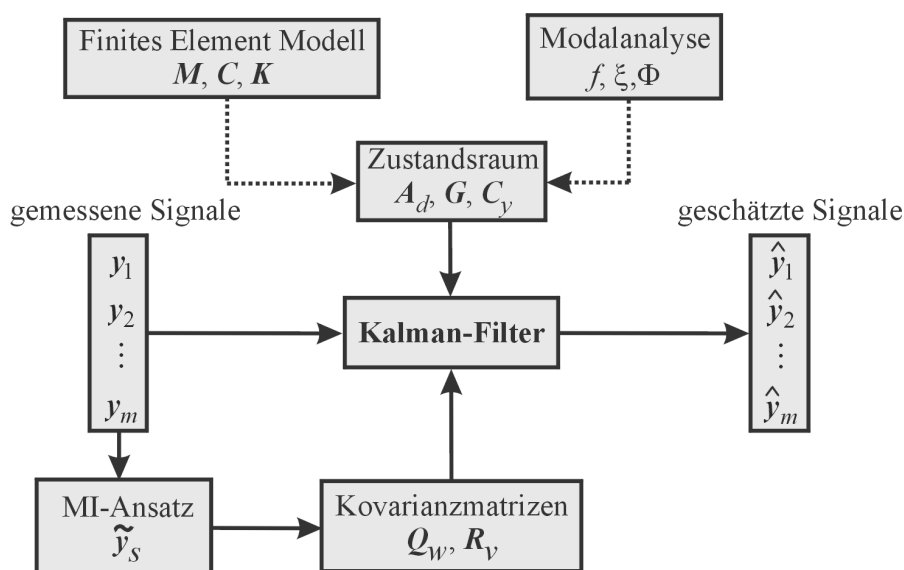 Finites Element Modell
M, C, K
Modalanalyse
f, ξ,Φ
Zustandsraum
A_d, G, C_y
gemessene Signale
y_1
y_2
⋮
y_m
Kalman-Filter
geschätzte Signale
ŷ_1
ŷ_2
⋮
ŷ_m
MI-Ansatz
ỹ_s
Kovarianzmatrizen
Q_w, R_v